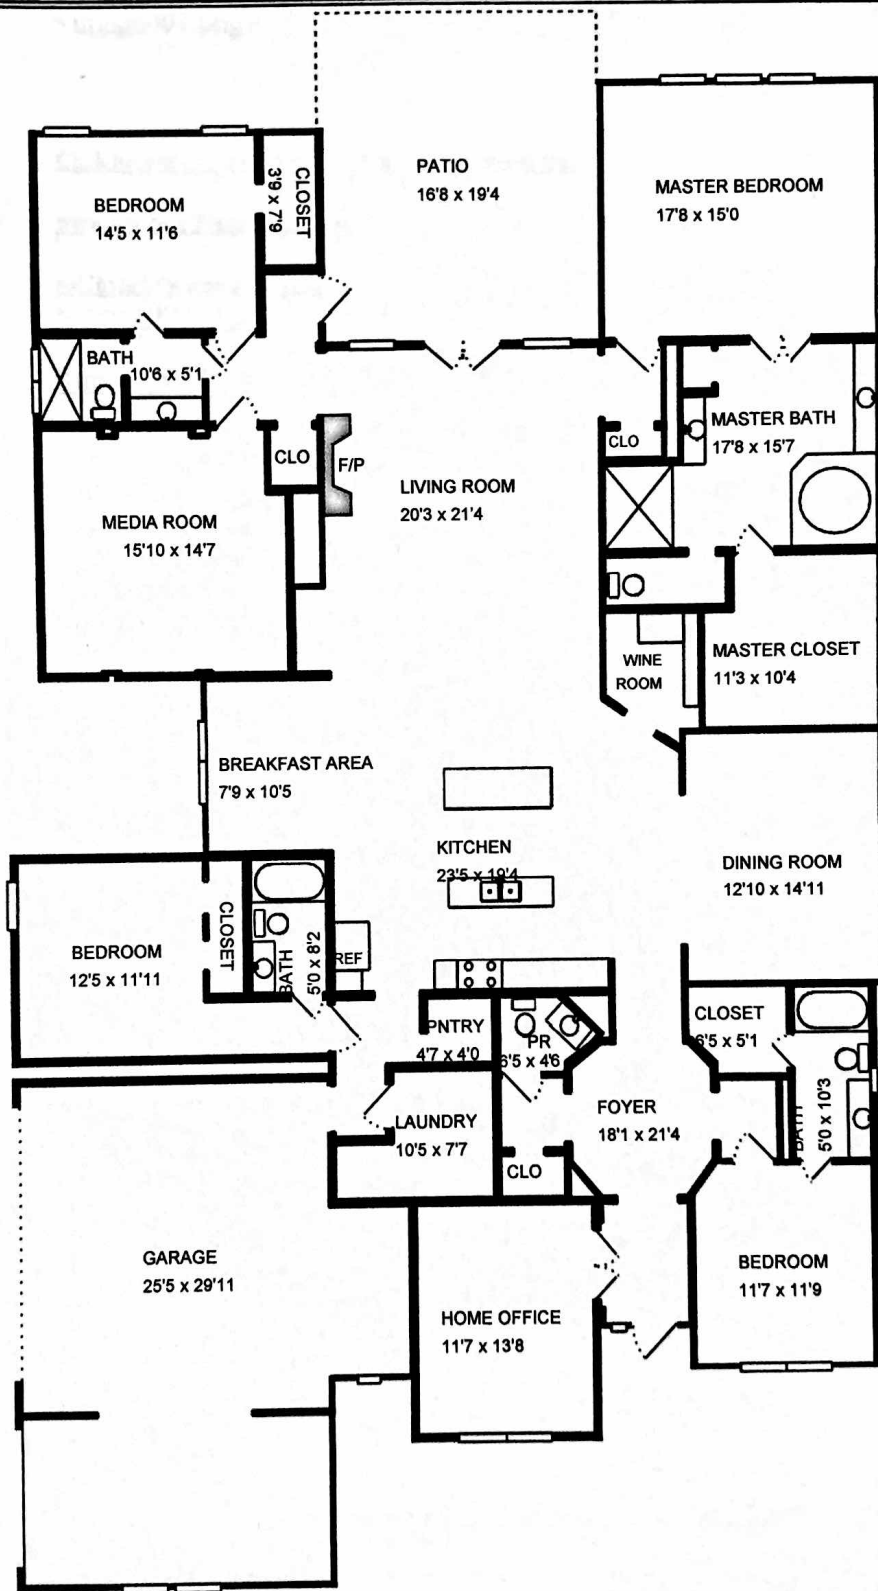 PATIO
16'8 x 19'4
MASTER BEDROOM
17'8 x 15'0
BEDROOM
14'5 x 11'6
CLOSET
3'9 x 7'9
BATH
10'6 x 5'1
CLO
F/P
LIVING ROOM
20'3 x 21'4
CLO
MASTER BATH
17'8 x 15'7
MEDIA ROOM
15'10 x 14'7
WINE
ROOM
MASTER CLOSET
11'3 x 10'4
BREAKFAST AREA
7'9 x 10'5
KITCHEN
23'5 x 19'4
DINING ROOM
12'10 x 14'11
BEDROOM
12'5 x 11'11
CLOSET
BATH
5'0 x 8'2
REF
PNTRY
4'7 x 4'0
PR
6'5 x 4'6
CLOSET
6'5 x 5'1
BATH
5'0 x 10'3
LAUNDRY
10'5 x 7'7
CLO
FOYER
18'1 x 21'4
GARAGE
25'5 x 29'11
HOME OFFICE
11'7 x 13'8
BEDROOM
11'7 x 11'9